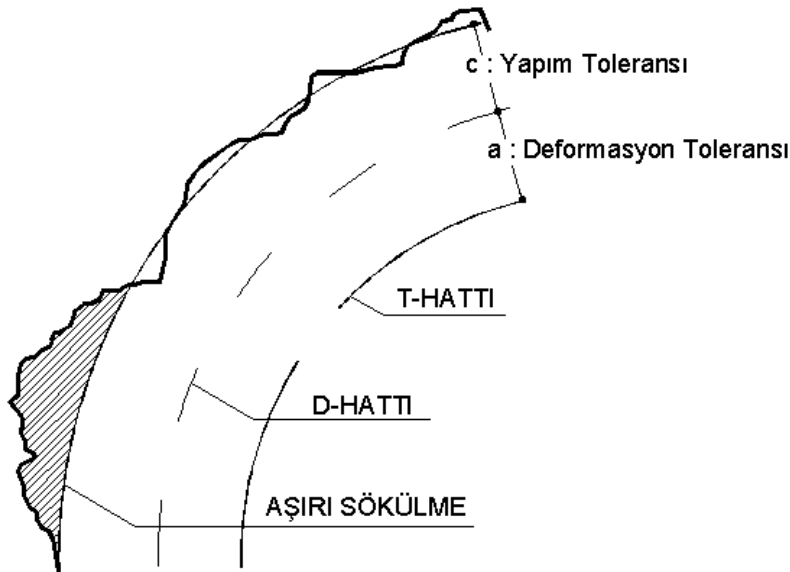 c : Yapım Toleransı
a : Deformasyon Toleransı
T-HATTI
D-HATTI
AŞIRI SÖKÜLME